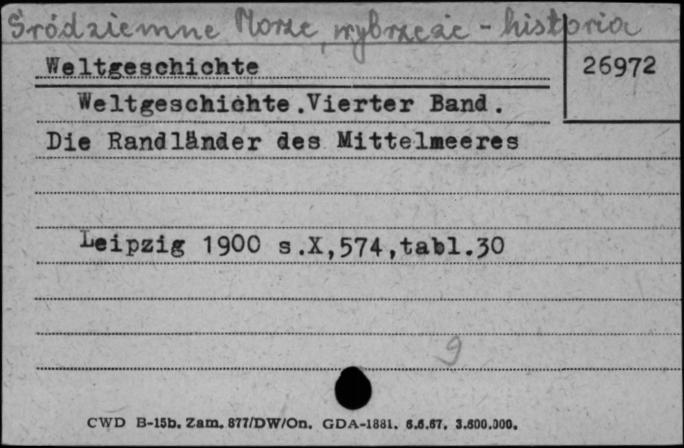 Śródziemne Morze, wybrzeże - historia
Weltgeschichte
26972
Weltgeschichte.Vierter Band.
Die Randländer des Mittelmeeres
Leipzig 1900 s.X,574,tabl.30
9
CWD B-15b. Zam. 877/DW/On. GDA-1881. 6.6.67. 3.600.000.